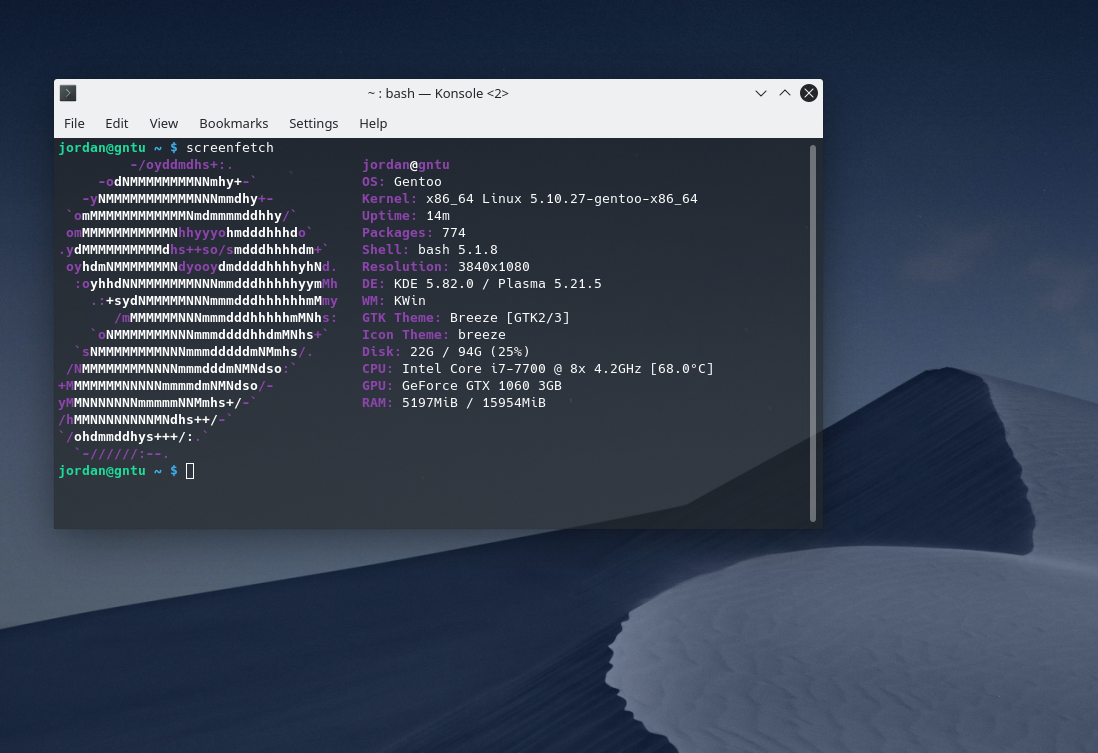 ~ : bash — Konsole <2>
File Edit View Bookmarks Settings Help
jordan@gntu ~ $ screenfetch
         -/oyddmdhs+:.                jordan@gntu
     -odNMMMMMMMMNNmhy+-`             OS: Gentoo
   -yNMMMMMMMMMMMNNNmmdhy+-           Kernel: x86_64 Linux 5.10.27-gentoo-x86_64
 `omMMMMMMMMMMMMNmdmmmmddhhy/`        Uptime: 14m
 omMMMMMMMMMMMNhhyyyohmdddhhhdo`      Packages: 774
.ydMMMMMMMMMMdhs++so/smdddhhhhdm+`    Shell: bash 5.1.8
 oyhdmNMMMMMMMNdyooydmddddhhhhyhNd.   Resolution: 3840x1080
  :oyhhdNNMMMMMMMNNNmmdddhhhhhyymMh   DE: KDE 5.82.0 / Plasma 5.21.5
    .:+sydNMMMMMNNNmmmdddhhhhhhmMmy   WM: KWin
       /mMMMMMMNNNmmmdddhhhhhmMNhs:   GTK Theme: Breeze [GTK2/3]
    `oNMMMMMMMNNNmmmddddhhdmMNhs+`    Icon Theme: breeze
  `sNMMMMMMMMNNNmmmdddddmNMmhs/.      Disk: 22G / 94G (25%)
 /NMMMMMMMMNNNNmmmdddmNMNdso:`        CPU: Intel Core i7-7700 @ 8x 4.2GHz [68.0°C]
+MMMMMMMNNNNNmmmmdmNMNdso/-           GPU: GeForce GTX 1060 3GB
yMMNNNNNNNmmmmmNNMmhs+/-`             RAM: 5197MiB / 15954MiB
/hMMNNNNNNNNMNdhs++/-`
`/ohdmmddhys+++/:.`
  `-//////:--.
jordan@gntu ~ $